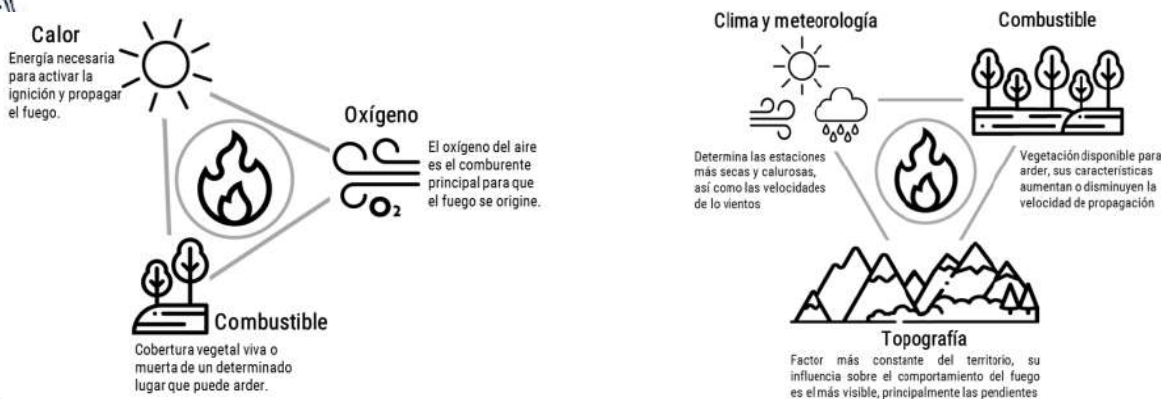 Calor
Energía necesaria
para activar la
ignición y propagar
el fuego.
Oxígeno
El oxígeno del aire
es el comburente
principal para que
el fuego se origine.
O₂
Combustible
Cobertura vegetal viva o
muerta de un determinado
lugar que puede arder.
Clima y meteorología
Determina las estaciones
más secas y calurosas,
así como las velocidades
de lo vientos
Combustible
Vegetación disponible para
arder, sus características
aumentan o disminuyen la
velocidad de propagación
Topografía
Factor más constante del territorio, su
influencia sobre el comportamiento del fuego
es el más visible, principalmente las pendientes